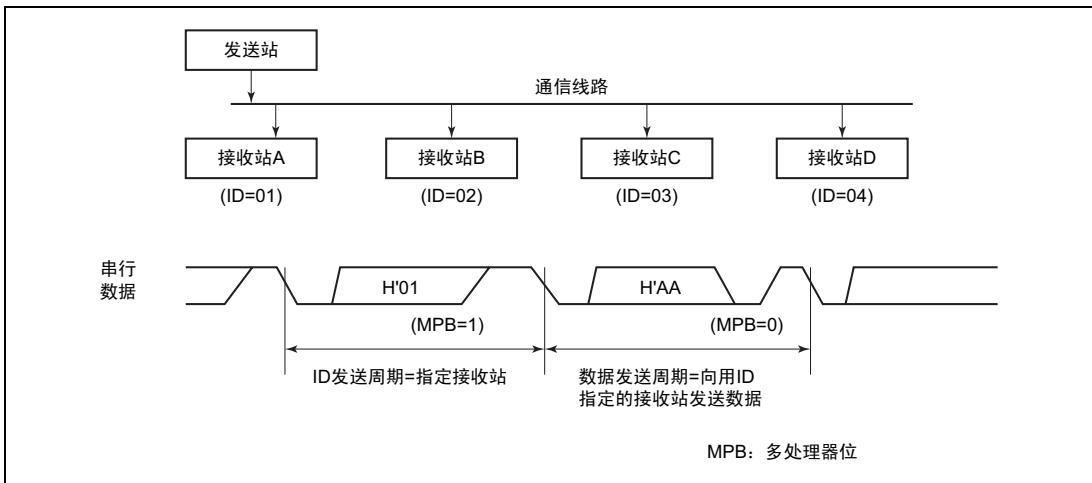 发送站
通信线路
接收站A
接收站B
接收站C
接收站D
(ID=01)
(ID=02)
(ID=03)
(ID=04)
串行
数据
H'01
H'AA
(MPB=1)
(MPB=0)
ID发送周期=指定接收站
数据发送周期=向用ID
指定的接收站发送数据
MPB：多处理器位